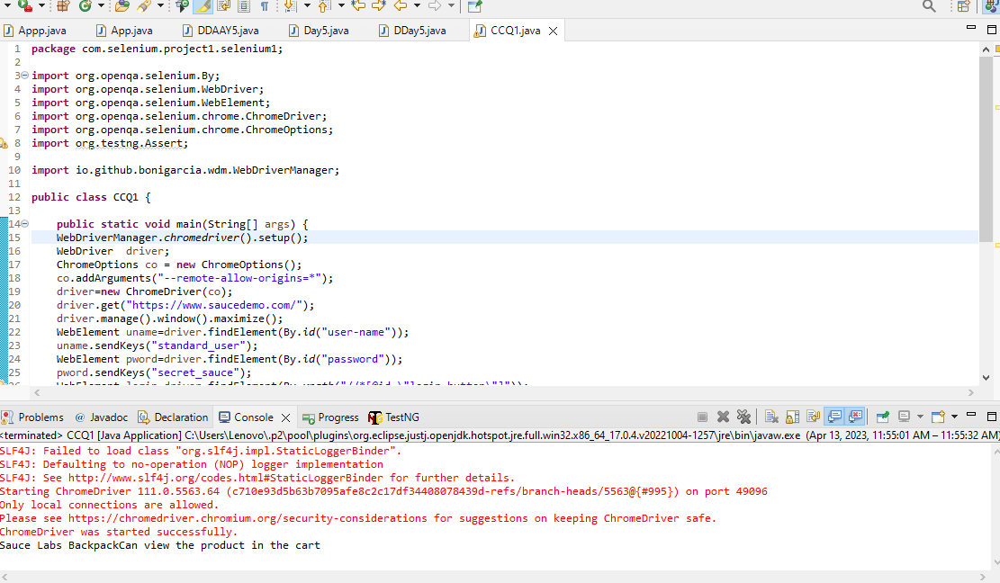 Appp.java App.java DDAAY5.java Day5.java DDay5.java CCQ1.java
1 package com.selenium.project1.selenium1;
2
3 import org.openqa.selenium.By;
4 import org.openqa.selenium.WebDriver;
5 import org.openqa.selenium.WebElement;
6 import org.openqa.selenium.chrome.ChromeDriver;
7 import org.openqa.selenium.chrome.ChromeOptions;
8 import org.testng.Assert;
9
10 import io.github.bonigarcia.wdm.WebDriverManager;
11
12 public class CCQ1 {
13
14 public static void main(String[] args) {
15 WebDriverManager.chromedriver().setup();
16 WebDriver  driver;
17 ChromeOptions co = new ChromeOptions();
18 co.addArguments("--remote-allow-origins=*");
19 driver=new ChromeDriver(co);
20 driver.get("https://www.saucedemo.com/");
21 driver.manage().window().maximize();
22 WebElement uname=driver.findElement(By.id("user-name"));
23 uname.sendKeys("standard_user");
24 WebElement pword=driver.findElement(By.id("password"));
25 pword.sendKeys("secret_sauce");
Problems Javadoc Declaration Console Progress TestNG
<terminated> CCQ1 [Java Application] C:\Users\Lenovo\.p2\pool\plugins\org.eclipse.justj.openjdk.hotspot.jre.full.win32.x86_64_17.0.4.v20221004-1257\jre\bin\javaw.exe (Apr 13, 2023, 11:55:01 AM – 11:55:32 AM)
SLF4J: Failed to load class "org.slf4j.impl.StaticLoggerBinder".
SLF4J: Defaulting to no-operation (NOP) logger implementation
SLF4J: See http://www.slf4j.org/codes.html#StaticLoggerBinder for further details.
Starting ChromeDriver 111.0.5563.64 (c710e93d5b63b7095afe8c2c17df34408078439d-refs/branch-heads/5563@{#995}) on port 49096
Only local connections are allowed.
Please see https://chromedriver.chromium.org/security-considerations for suggestions on keeping ChromeDriver safe.
ChromeDriver was started successfully.
Sauce Labs BackpackCan view the product in the cart